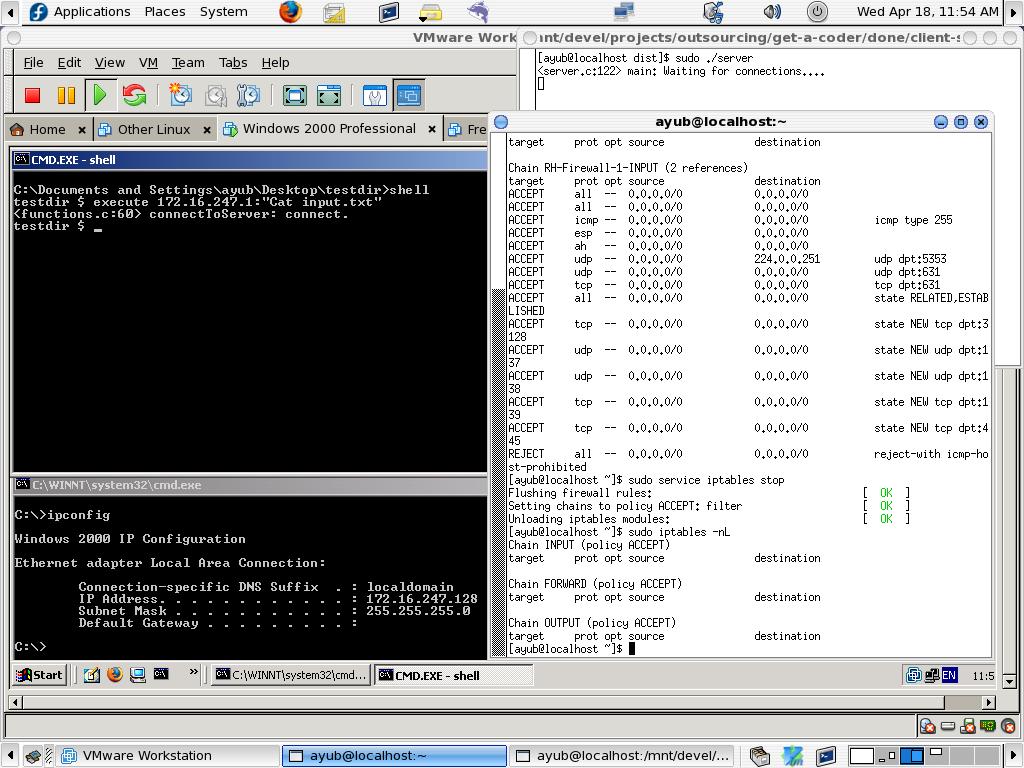 Applications Places System
Wed Apr 18, 11:54 AM
VMware Work
nt/devel/projects/outsourcing/get-a-coder/done/client-s
File Edit View VM Team Tabs Help
[ayub@localhost dist]$ sudo ./server
<server.c:122> main: Waiting for connections....
Home
Other Linux
Windows 2000 Professional
Fre
CMD.EXE - shell
C:\Documents and Settings\ayub\Desktop\testdir>shell
testdir $ execute 172.16.247.1:"Cat input.txt"
<functions.c:60> connectToServer: connect.
testdir $ _
C:\WINNT\system32\cmd.exe
C:\>ipconfig
Windows 2000 IP Configuration
Ethernet adapter Local Area Connection:
Connection-specific DNS Suffix  . : localdomain
IP Address. . . . . . . . . . . . : 172.16.247.128
Subnet Mask . . . . . . . . . . . : 255.255.255.0
Default Gateway . . . . . . . . . :
C:\>
ayub@localhost:~
target     prot opt source               destination
Chain RH-Firewall-1-INPUT (2 references)
target     prot opt source               destination
ACCEPT     all  --  0.0.0.0/0            0.0.0.0/0
ACCEPT     all  --  0.0.0.0/0            0.0.0.0/0
ACCEPT     icmp --  0.0.0.0/0            0.0.0.0/0           icmp type 255
ACCEPT     esp  --  0.0.0.0/0            0.0.0.0/0
ACCEPT     ah   --  0.0.0.0/0            0.0.0.0/0
ACCEPT     udp  --  0.0.0.0/0            224.0.0.251         udp dpt:5353
ACCEPT     udp  --  0.0.0.0/0            0.0.0.0/0           udp dpt:631
ACCEPT     tcp  --  0.0.0.0/0            0.0.0.0/0           tcp dpt:631
ACCEPT     all  --  0.0.0.0/0            0.0.0.0/0           state RELATED,ESTAB
LISHED
ACCEPT     tcp  --  0.0.0.0/0            0.0.0.0/0           state NEW tcp dpt:3
128
ACCEPT     udp  --  0.0.0.0/0            0.0.0.0/0           state NEW udp dpt:1
37
ACCEPT     udp  --  0.0.0.0/0            0.0.0.0/0           state NEW udp dpt:1
38
ACCEPT     tcp  --  0.0.0.0/0            0.0.0.0/0           state NEW tcp dpt:1
39
ACCEPT     tcp  --  0.0.0.0/0            0.0.0.0/0           state NEW tcp dpt:4
45
REJECT     all  --  0.0.0.0/0            0.0.0.0/0           reject-with icmp-ho
st-prohibited
[ayub@localhost ~]$ sudo service iptables stop
Flushing firewall rules:                                   [  OK  ]
Setting chains to policy ACCEPT: filter                    [  OK  ]
Unloading iptables modules:                                [  OK  ]
[ayub@localhost ~]$ sudo iptables -nL
Chain INPUT (policy ACCEPT)
target     prot opt source               destination
Chain FORWARD (policy ACCEPT)
target     prot opt source               destination
Chain OUTPUT (policy ACCEPT)
target     prot opt source               destination
[ayub@localhost ~]$
Start
C:\WINNT\system32\cmd...
CMD.EXE - shell
EN
11:5
VMware Workstation
ayub@localhost:~
ayub@localhost:/mnt/devel/...